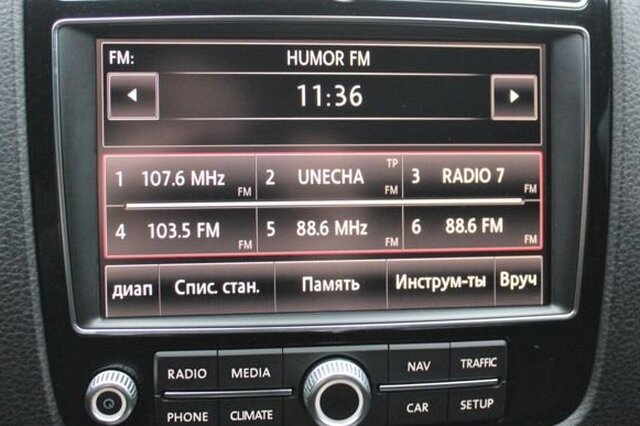 FM: HUMOR FM
11:36
1 107.6 MHz FM 2 UNECHA TP FM 3 RADIO 7 FM
4 103.5 FM FM 5 88.6 MHz FM 6 88.6 FM FM
диап Спис. стан. Память Инструм-ты Вруч
RADIO MEDIA NAV TRAFFIC
PHONE CLIMATE CAR SETUP